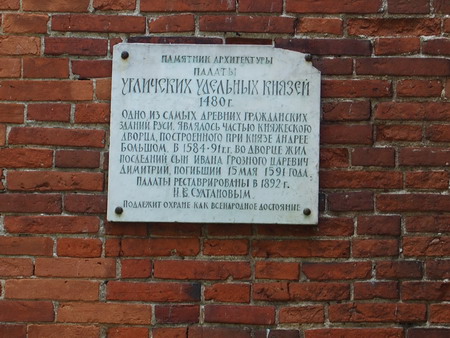 ПАМЯТНИК АРХИТЕКТУРЫ
ПАЛАТЫ
УГЛИЧСКИХ УДЕЛЬНЫХ КНЯЗЕЙ
1480 г.
ОДНО ИЗ САМЫХ ДРЕВНИХ ГРАЖДАНСКИХ
ЗДАНИЙ РУСИ. ЯВЛЯЛОСЬ ЧАСТЬЮ КНЯЖЕСКОГО
ДВОРЦА, ПОСТРОЕННОГО ПРИ КНЯЗЕ АНДРЕЕ
БОЛЬШОМ. В 1584-91 гг. ВО ДВОРЦЕ ЖИЛ
ПОСЛЕДНИЙ СЫН ИВАНА ГРОЗНОГО ЦАРЕВИЧ
ДИМИТРИЙ, ПОГИБШИЙ 15 МАЯ 1591 ГОДА.
ПАЛАТЫ РЕСТАВРИРОВАНЫ В 1892 г.
Н.В. СУЛТАНОВЫМ.
ПОДЛЕЖИТ ОХРАНЕ КАК ВСЕНАРОДНОЕ ДОСТОЯНИЕ